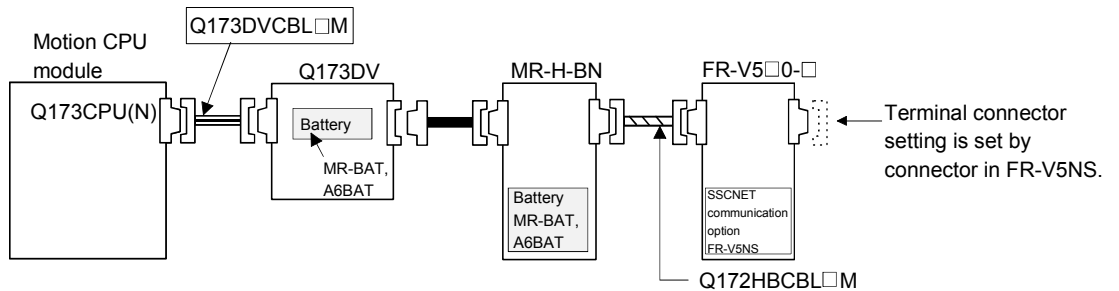 Q173DVCBL□M
Motion CPU
module
Q173CPU(N)
Q173DV
Battery
MR-BAT,
A6BAT
MR-H-BN
Battery
MR-BAT,
A6BAT
FR-V5□0-□
SSCNET
communication
option
FR-V5NS
Terminal connector
setting is set by
connector in FR-V5NS.
Q172HBCBL□M